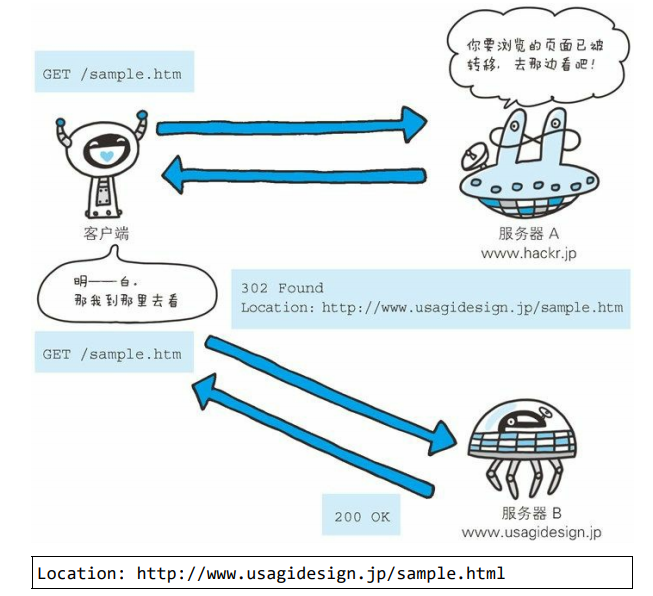 GET /sample.htm
你要浏览的页面已被
转移，去那边看吧！
客户端
服务器 A
www.hackr.jp
明——白，
那我到那里去看
302 Found
Location: http://www.usagidesign.jp/sample.htm
GET /sample.htm
200 OK
服务器 B
www.usagidesign.jp
Location: http://www.usagidesign.jp/sample.html